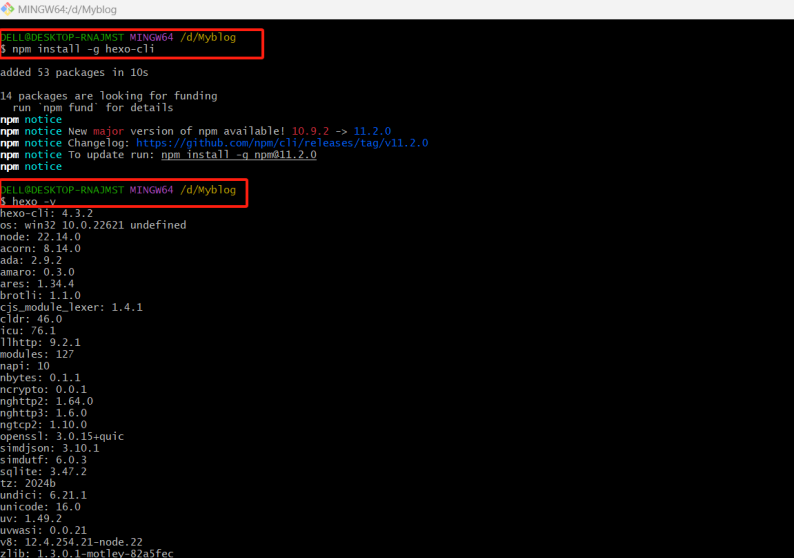 MINGW64:/d/Myblog
DELL@DESKTOP-RNAJMST MINGW64 /d/Myblog
$ npm install -g hexo-cli
added 53 packages in 10s
14 packages are looking for funding
  run `npm fund` for details
npm notice
npm notice New major version of npm available! 10.9.2 -> 11.2.0
npm notice Changelog: https://github.com/npm/cli/releases/tag/v11.2.0
npm notice To update run: npm install -g npm@11.2.0
npm notice
DELL@DESKTOP-RNAJMST MINGW64 /d/Myblog
$ hexo -v
hexo-cli: 4.3.2
os: win32 10.0.22621 undefined
node: 22.14.0
acorn: 8.14.0
ada: 2.9.2
amaro: 0.3.0
ares: 1.34.4
brotli: 1.1.0
cjs_module_lexer: 1.4.1
cldr: 46.0
icu: 76.1
llhttp: 9.2.1
modules: 127
napi: 10
nbytes: 0.1.1
ncrypto: 0.0.1
nghttp2: 1.64.0
nghttp3: 1.6.0
ngtcp2: 1.10.0
openssl: 3.0.15+quic
simdjson: 3.10.1
simdutf: 6.0.3
sqlite: 3.47.2
tz: 2024b
undici: 6.21.1
unicode: 16.0
uv: 1.49.2
uvwasi: 0.0.21
v8: 12.4.254.21-node.22
zlib: 1.3.0.1-motley-82a5fec